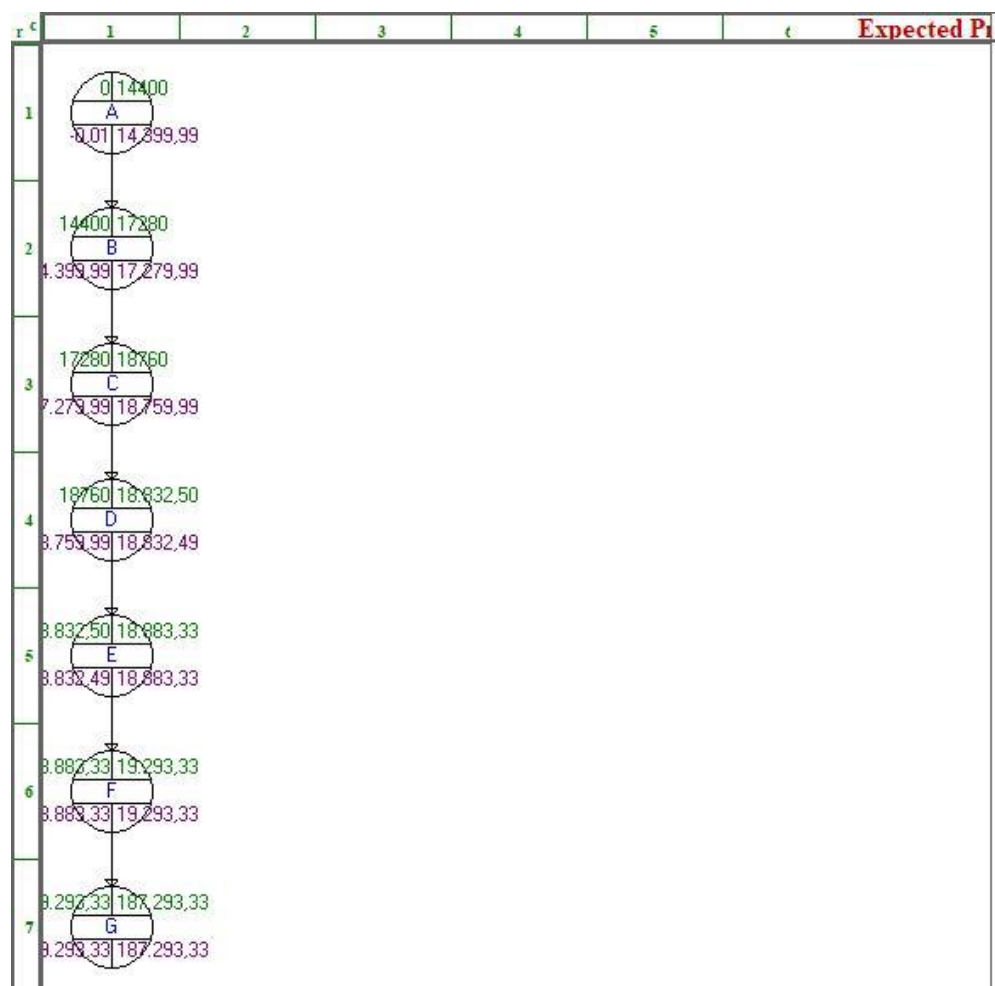 r c 1 2 3 4 5 Expected
1
0 14400
A
-0,01 14.399,99
2
14400 17280
B
4.399,99 17.279,99
3
17280 18760
C
7.279,99 18.759,99
4
18760 18.832,50
D
8.759,99 18.832,49
5
8.832,50 18.883,33
E
8.832,49 18.883,33
6
8.883,33 19.293,33
F
8.883,33 19.293,33
7
9.293,33 187.293,33
G
9.293,33 187.293,33